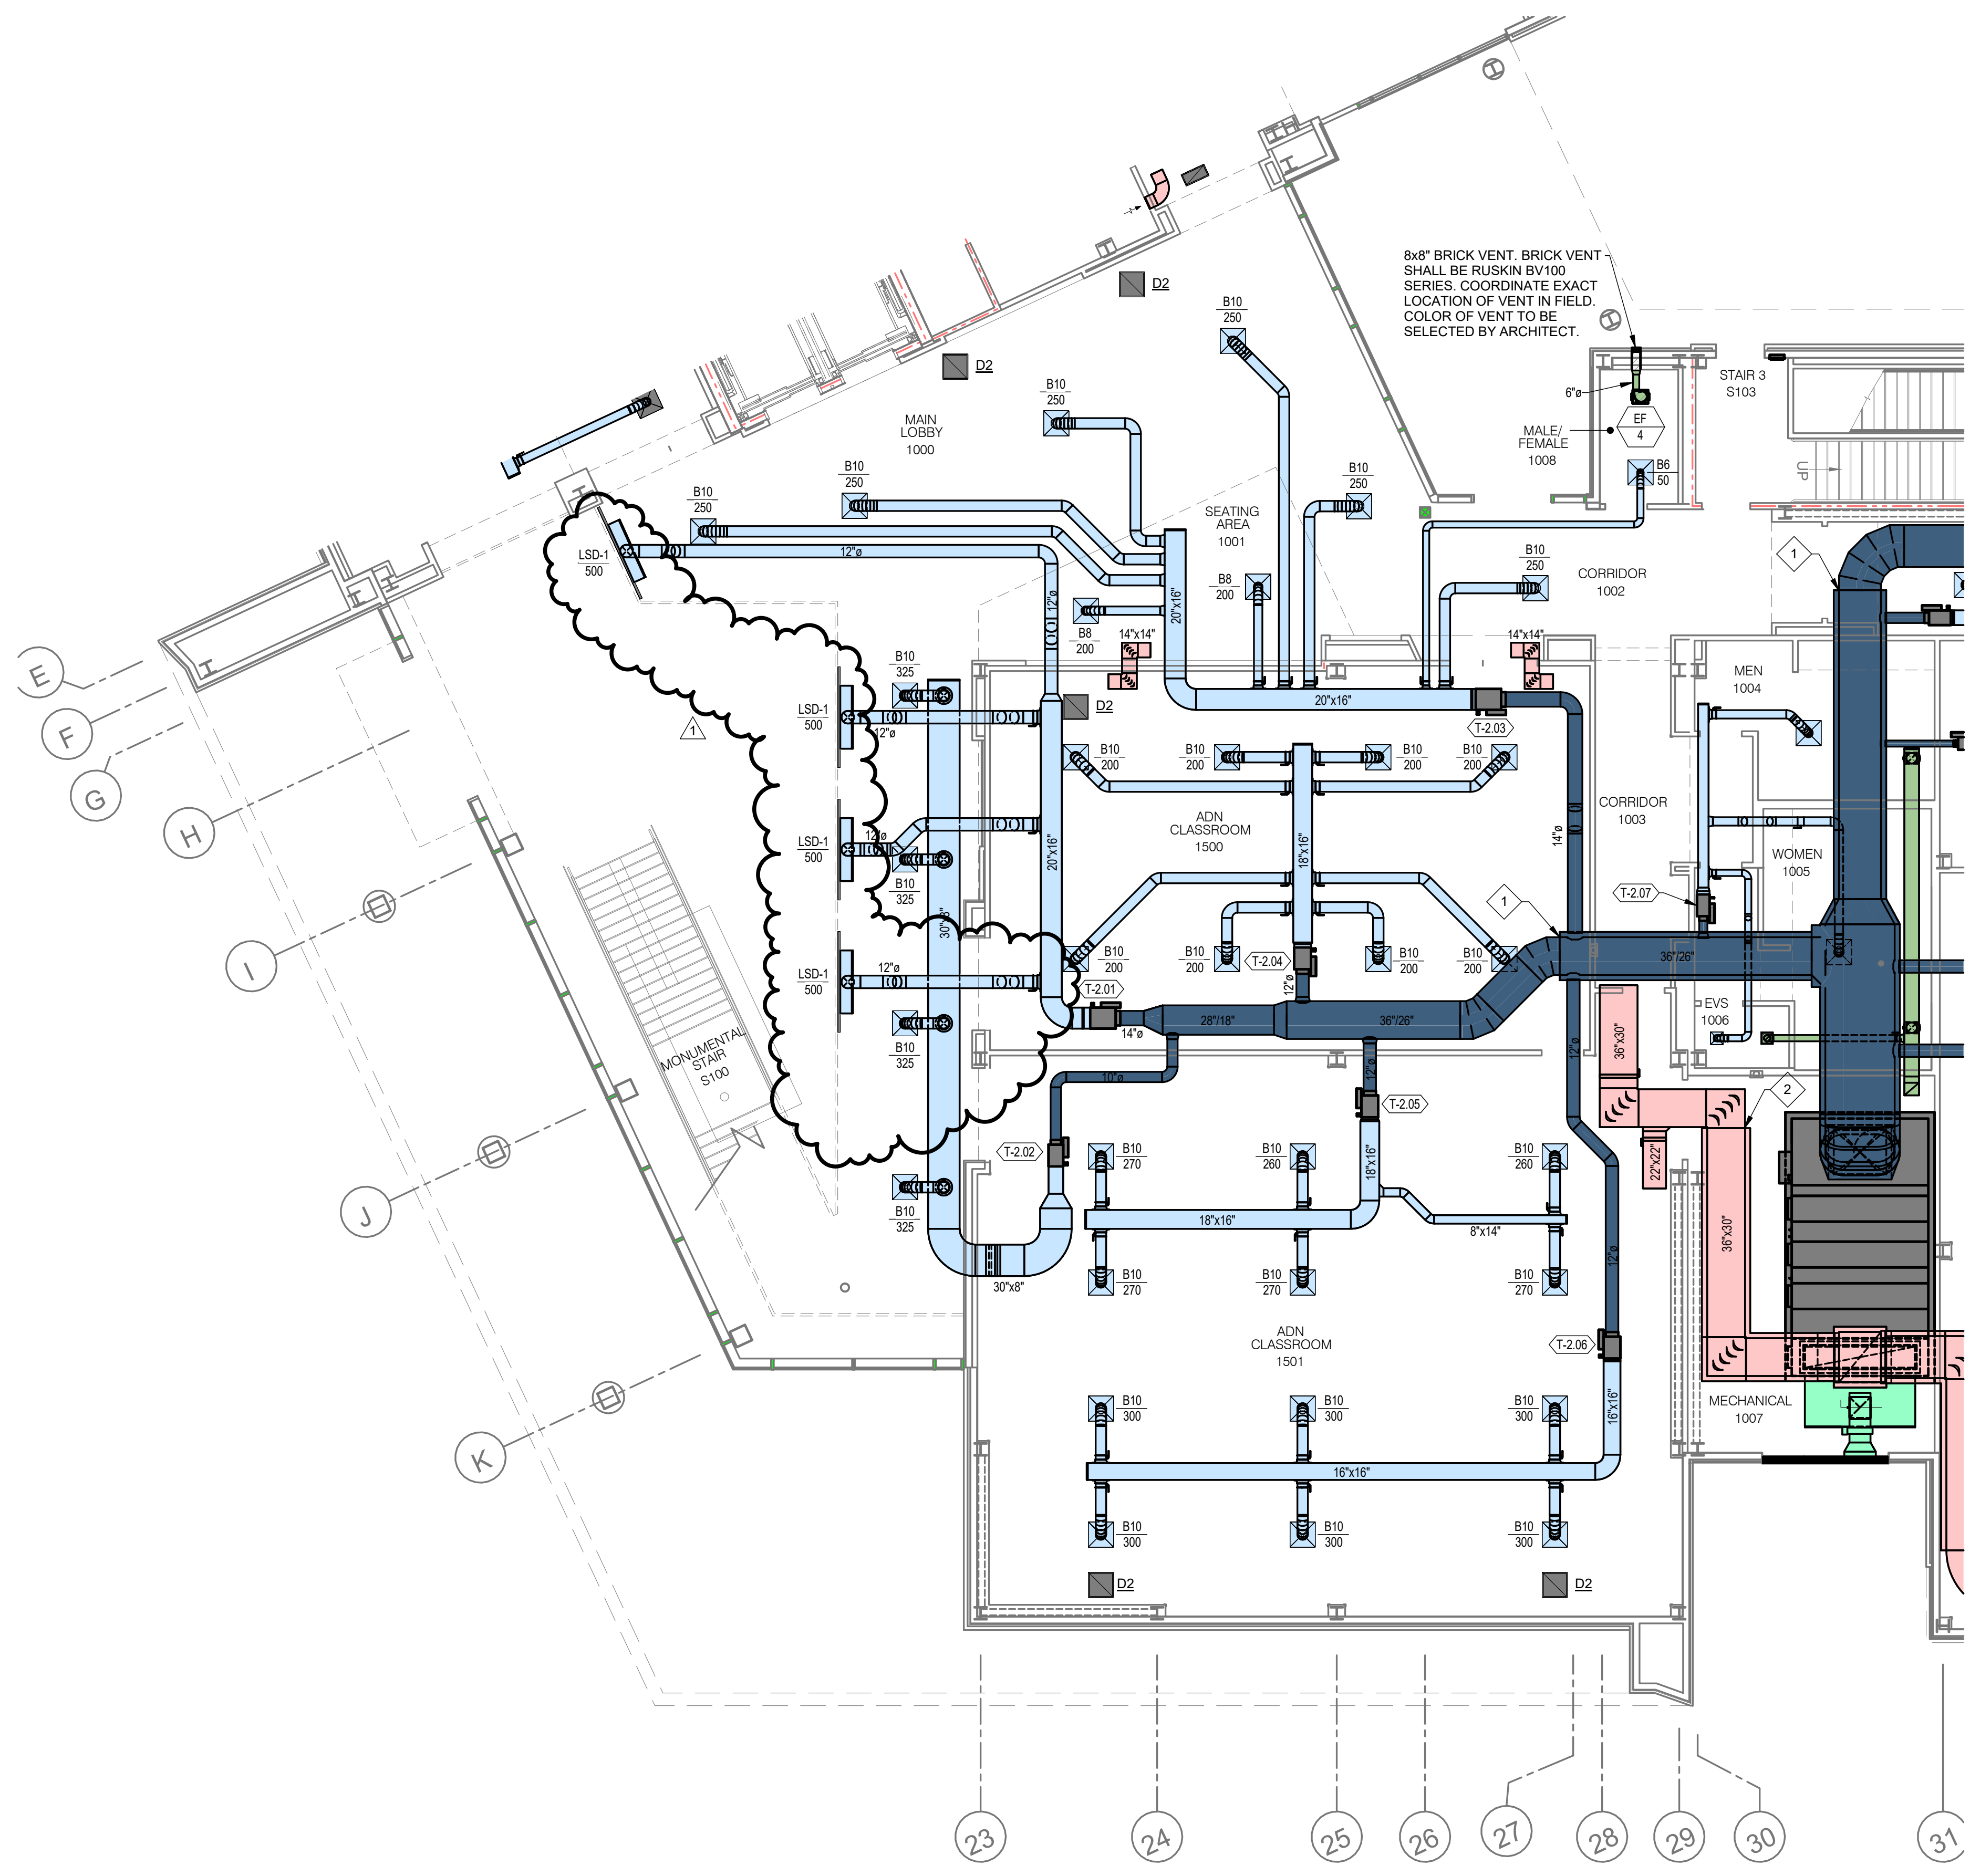 8x8" BRICK VENT. BRICK VENT
SHALL BE RUSKIN BV100
SERIES. COORDINATE EXACT
LOCATION OF VENT IN FIELD.
COLOR OF VENT TO BE
SELECTED BY ARCHITECT.
D2
B10
250
D2
STAIR 3
S103
6"ø
B10
250
MAIN
LOBBY
1000
EF
4
MALE/
FEMALE
1008
B6
50
UP
B10
250
B10
250
B10
250
SEATING
AREA
1001
B10
250
LSD-1
500
12"ø
1
CORRIDOR
1002
B8
200
12"ø
20"x16"
B8
200
14"x14"
14"x14"
E
F
G
H
B10
325
MEN
1004
LSD-1
500
12"ø
1
D2
20"x16"
T-2.03
B10
200
B10
200
B10
200
B10
200
ADN
CLASSROOM
1500
CORRIDOR
1003
14"ø
18"x16"
20"x16"
LSD-1
500
12"ø
B10
325
WOMEN
1005
T-2.07
1
30"x8"
I
LSD-1
500
12"ø
B10
200
B10
200
T-2.04
B10
200
B10
200
36"/26"
12"ø
T-2.01
14"ø
28"/18"
36"/26"
EVS
1006
B10
325
MONUMENTAL
STAIR
S100
10"ø
12"ø
12"ø
36"x30"
2
T-2.05
T-2.02
J
B10
325
B10
270
B10
260
B10
260
18"x16"
22"x22"
18"x16"
8"x14"
36"x30"
12"ø
30"x8"
B10
270
B10
270
B10
270
ADN
CLASSROOM
1501
T-2.06
K
MECHANICAL
1007
B10
300
B10
300
B10
300
16"x16"
16"x16"
B10
300
B10
300
B10
300
D2
D2
23
24
25
26
27
28
29
30
31